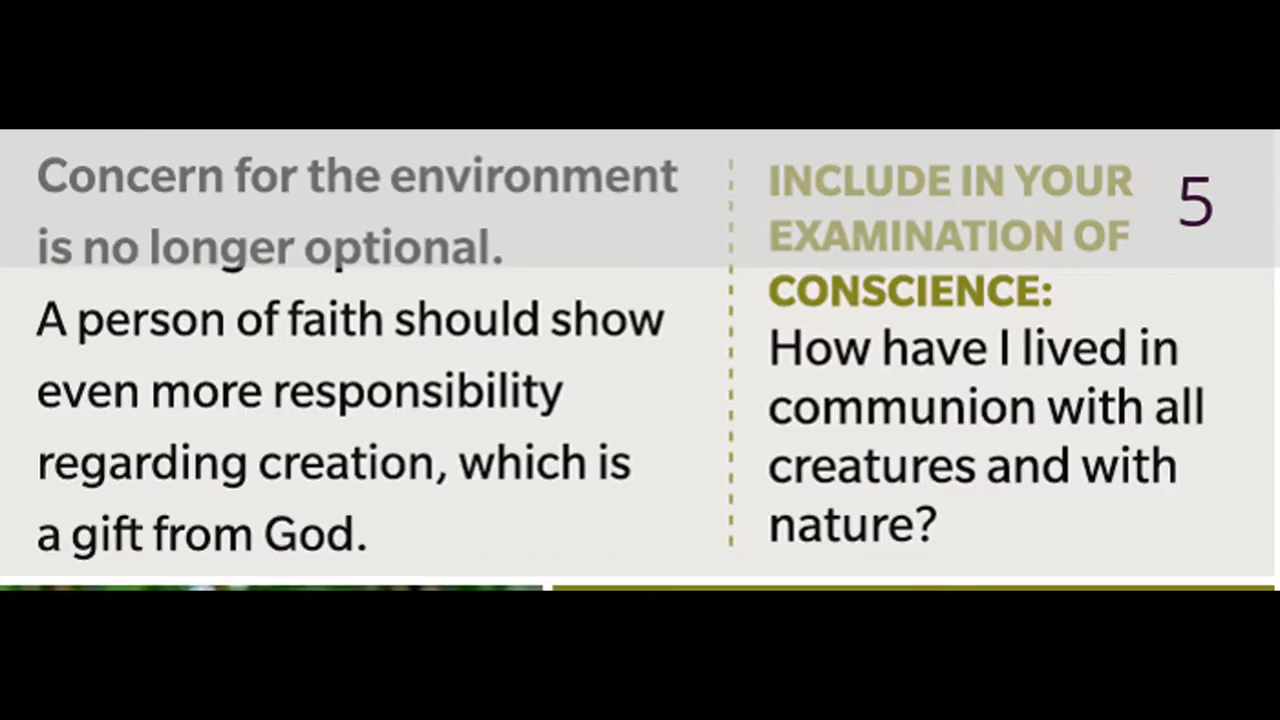 Concern for the environment
is no longer optional.
A person of faith should show
even more responsibility
regarding creation, which is
a gift from God.
INCLUDE IN YOUR
EXAMINATION OF
CONSCIENCE:
How have I lived in
communion with all
creatures and with
nature?
5